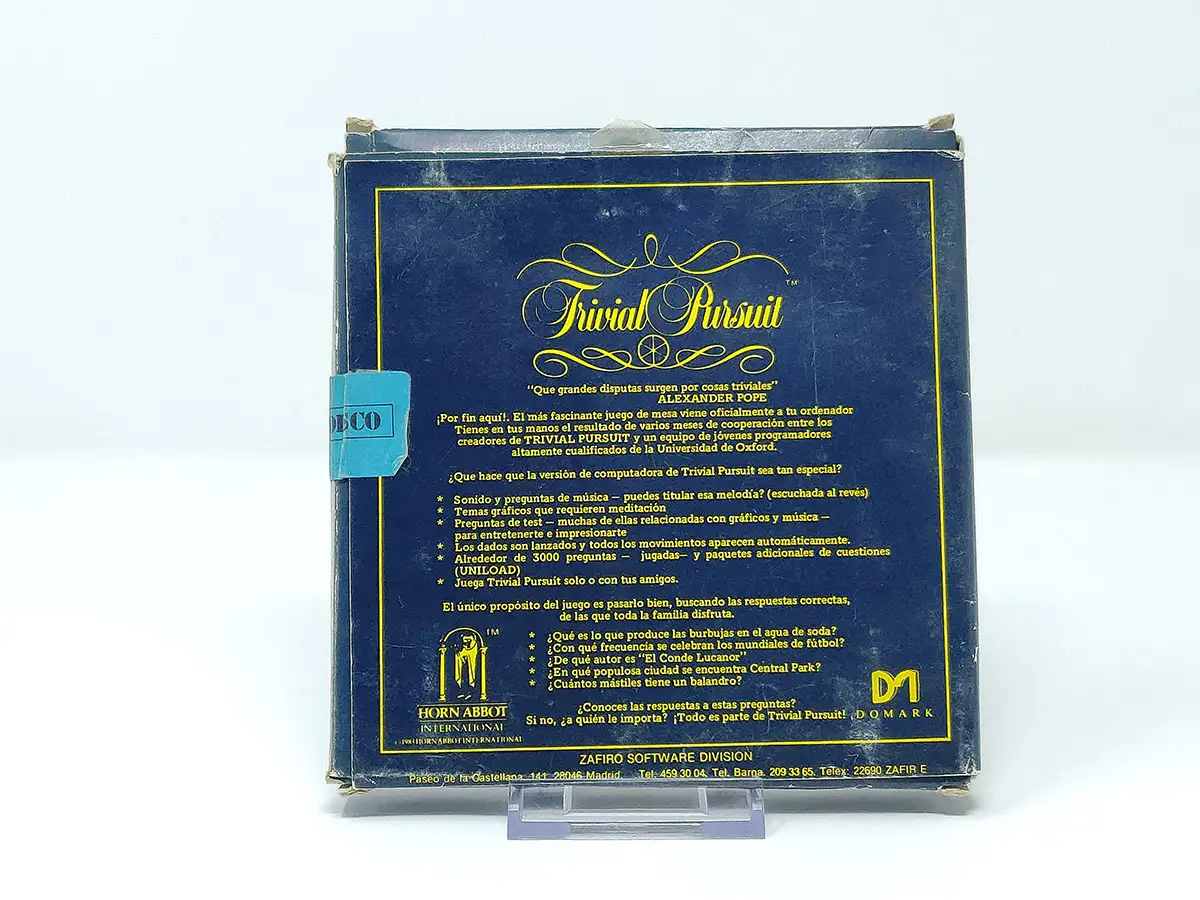 Trivial Pursuit TM
"Que grandes disputas surgen por cosas triviales"
ALEXANDER POPE
¡Por fin aquí!. El más fascinante juego de mesa viene oficialmente a tu ordenador
Tienes en tus manos el resultado de varios meses de cooperación entre los
creadores de TRIVIAL PURSUIT y un equipo de jóvenes programadores
altamente cualificados de la Universidad de Oxford.
¿Que hace que la versión de computadora de Trivial Pursuit sea tan especial?
* Sonido y preguntas de música — puedes titular esa melodía? (escuchada al revés)
* Temas gráficos que requieren meditación
* Preguntas de test — muchas de ellas relacionadas con gráficos y música —
para entretenerte e impresionarte
* Los dados son lanzados y todos los movimientos aparecen automáticamente.
* Alrededor de 3000 preguntas — jugadas— y paquetes adicionales de cuestiones
(UNILOAD)
* Juega Trivial Pursuit solo o con tus amigos.
El único propósito del juego es pasarlo bien, buscando las respuestas correctas,
de las que toda la familia disfruta.
* ¿Qué es lo que produce las burbujas en el agua de soda?
* ¿Con qué frecuencia se celebran los mundiales de fútbol?
* ¿De qué autor es "El Conde Lucanor"
* ¿En qué populosa ciudad se encuentra Central Park?
* ¿Cuántos mástiles tiene un balandro?
¿Conoces las respuestas a estas preguntas?
Si no, ¿a quién le importa? ¡Todo es parte de Trivial Pursuit!
TM
HORN ABBOT
INTERNATIONAL
HORN ABBOT INTERNATIONAL
DOMARK
ZAFIRO SOFTWARE DIVISION
Paseo de la Castellana, 141, 28046 Madrid. Tel: 459 30 04. Tel. Barna. 209 33 65. Telex: 22690 ZAFIR E